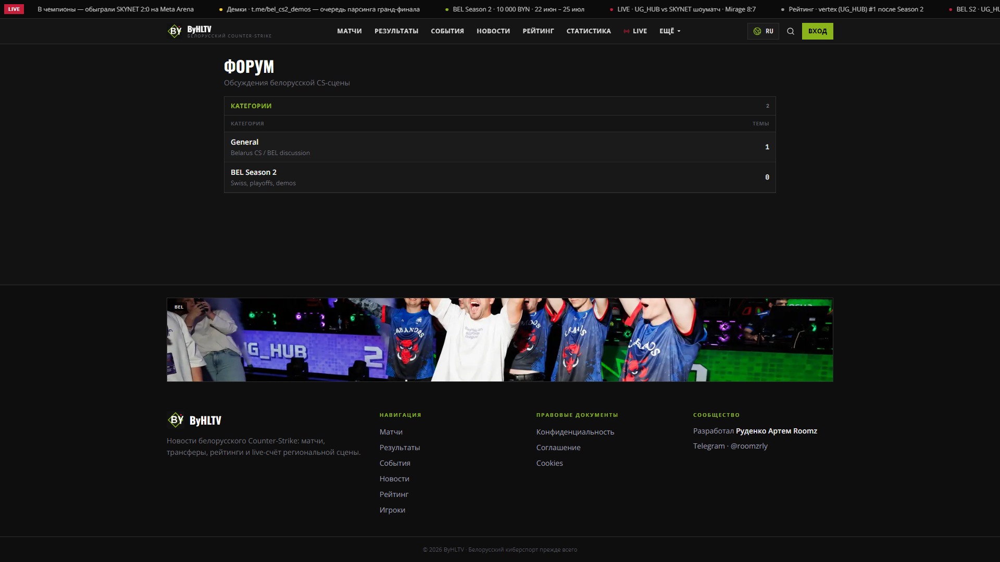 LIVE
В чемпионы — обыграли SKYNET 2:0 на Meta Arena
Демки · t.me/bel_cs2_demos — очередь парсинга гранд-финала
BEL Season 2 · 10 000 BYN · 22 июн – 25 июл
LIVE · UG_HUB vs SKYNET шоуматч · Mirage 8:7
Рейтинг · vertex (UG_HUB) #1 после Season 2
BEL S2 · UG_HU
BY ByHLTV
БЕЛОРУССКИЙ COUNTER-STRIKE
МАТЧИ
РЕЗУЛЬТАТЫ
СОБЫТИЯ
НОВОСТИ
РЕЙТИНГ
СТАТИСТИКА
LIVE
ЕЩЁ
RU
ВХОД
ФОРУМ
Обсуждения белорусской CS-сцены
КАТЕГОРИИ 2
КАТЕГОРИЯ ТЕМЫ
General 1
Belarus CS / BEL discussion
BEL Season 2 0
Swiss, playoffs, demos
BEL
UG_HUB
2
Belarusian
esports
league
BY ByHLTV
Новости белорусского Counter-Strike: матчи,
трансферы, рейтинги и live-счёт региональной сцены.
НАВИГАЦИЯ
Матчи
Результаты
События
Новости
Рейтинг
Игроки
ПРАВОВЫЕ ДОКУМЕНТЫ
Конфиденциальность
Соглашение
Cookies
СООБЩЕСТВО
Разработал Руденко Артем Roomz
Telegram · @roomzrly
© 2026 ByHLTV · Белорусский киберспорт прежде всего